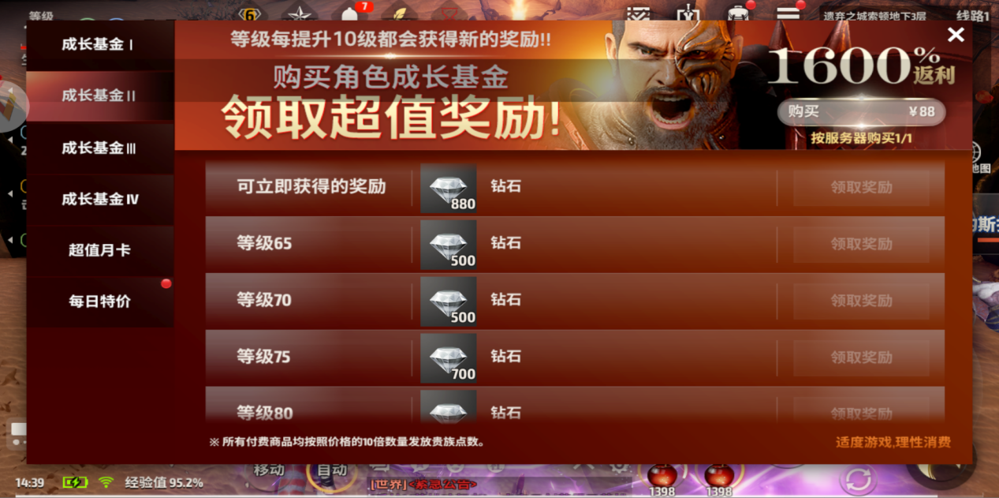 等级
6
7
遗弃之城索顿地下3层
线路1
成长基金 I
成长基金 II
成长基金 III
成长基金 IV
超值月卡
每日特价
等级每提升10级都会获得新的奖励!!
购买角色成长基金
领取超值奖励!
1600%
返利
购买 ￥88
按服务器购买1/1
可立即获得的奖励 880 钻石 领取奖励
等级65 500 钻石 领取奖励
等级70 500 钻石 领取奖励
等级75 700 钻石 领取奖励
等级80 钻石 领取奖励
※ 所有付费商品均按照价格的10倍数量发放贵族点数。
适度游戏,理性消费
地图
14:39
经验值 95.2%
移动
自动
[世界]<紧急公告>
1398
1398